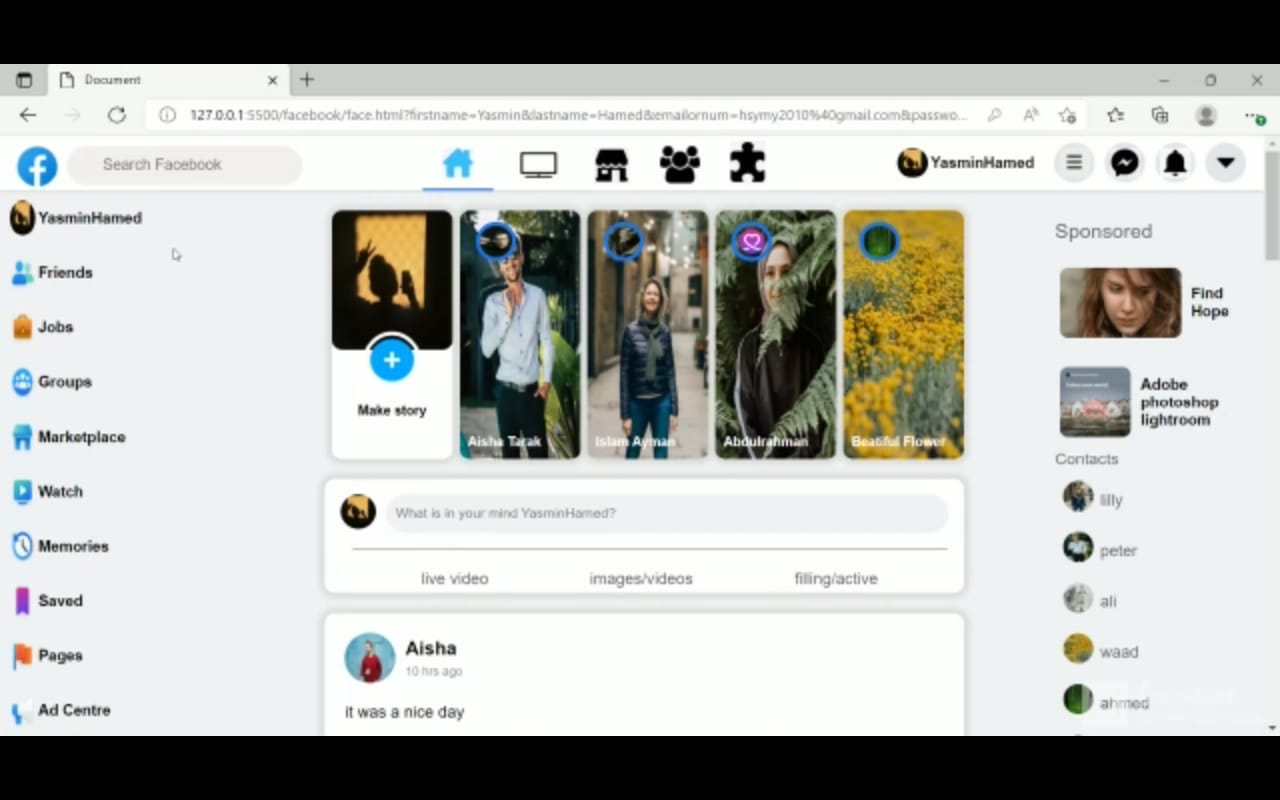 Document
127.0.0.1:5500/facebook/face.html?firstname=Yasmin&lastname=Hamed&emailornum=hsymy2010%40gmail.com&passwo...
Search Facebook
YasminHamed
YasminHamed
Friends
Jobs
Groups
Marketplace
Watch
Memories
Saved
Pages
Ad Centre
Make story
Aisha Tarak
Islam Ayman
Abdulrahman
Beatiful Flower
What is in your mind YasminHamed?
live video
images/videos
filling/active
Aisha
10 hrs ago
it was a nice day
Sponsored
Find
Hope
Adobe
photoshop
lightroom
Contacts
lilly
peter
ali
waad
ahmed